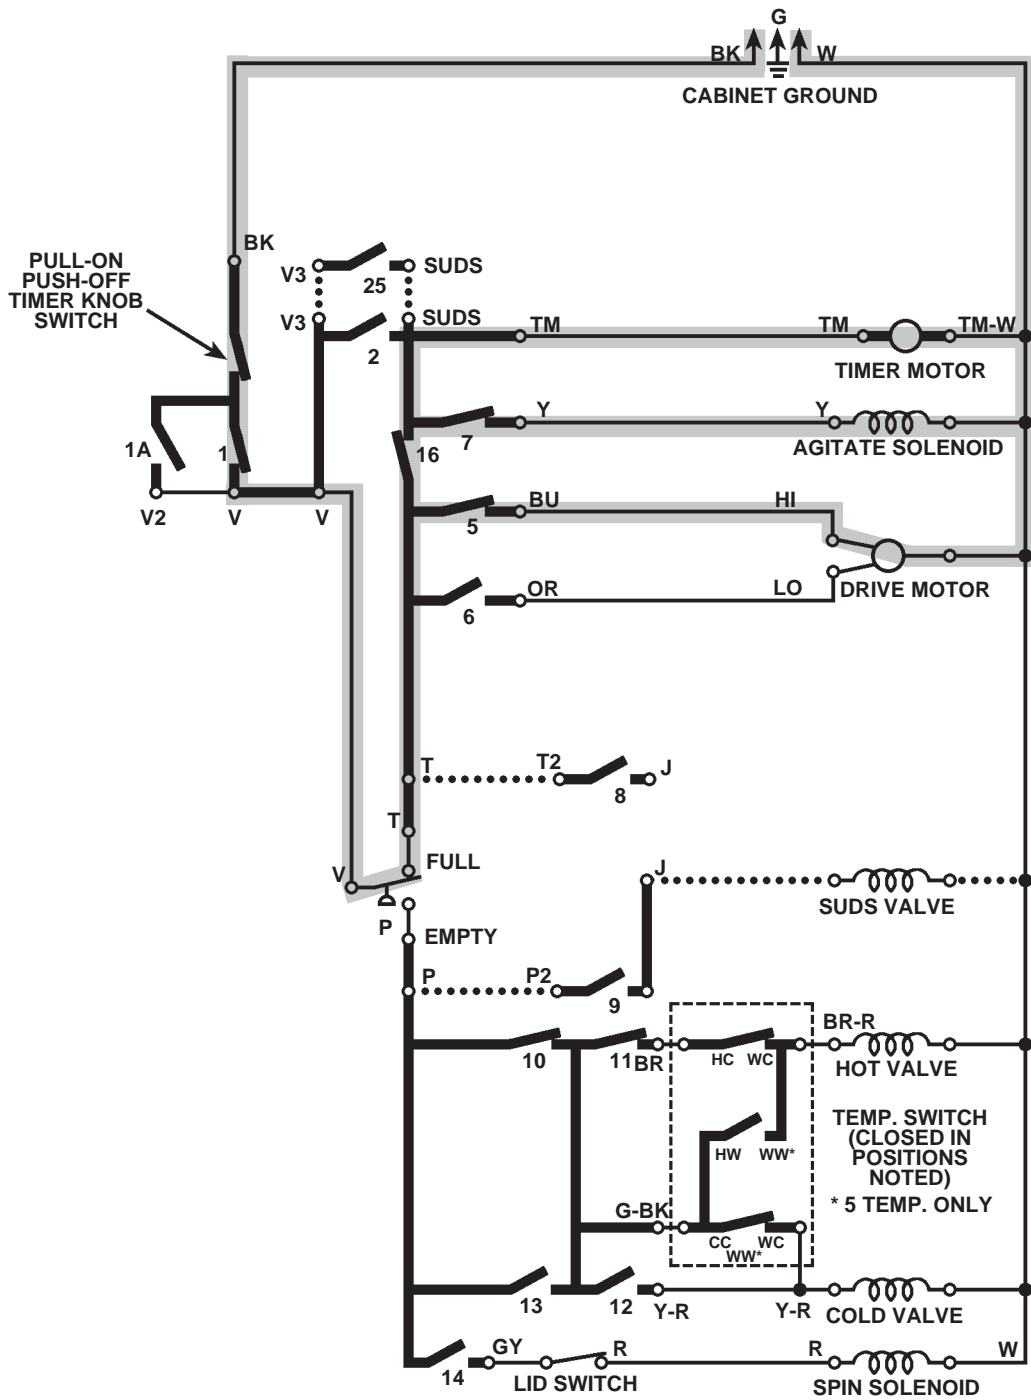 G
BK
W
CABINET GROUND
BK
PULL-ON
PUSH-OFF
TIMER KNOB
SWITCH
V3
25
SUDS
V3
2
SUDS
TM
TM
TM-W
TIMER MOTOR
1A
1
16
7
Y
Y
AGITATE SOLENOID
V2
V
V
5
BU
HI
6
OR
LO
DRIVE MOTOR
T
T2
8
J
T
V
FULL
P
EMPTY
J
SUDS VALVE
P
P2
9
10
11
BR
HC
WC
BR-R
HOT VALVE
HW
WW*
TEMP. SWITCH
(CLOSED IN
POSITIONS
NOTED)
* 5 TEMP. ONLY
G-BK
CC
WC
WW*
13
12
Y-R
Y-R
COLD VALVE
14
GY
LID SWITCH
R
R
SPIN SOLENOID
W